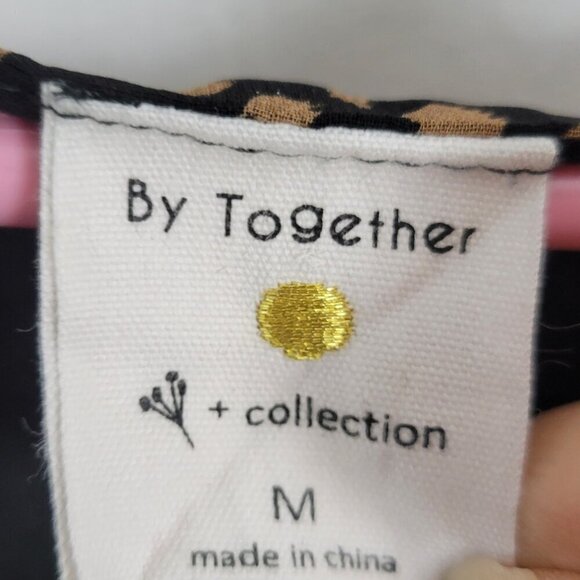 By Together
+ collection
M
made in china